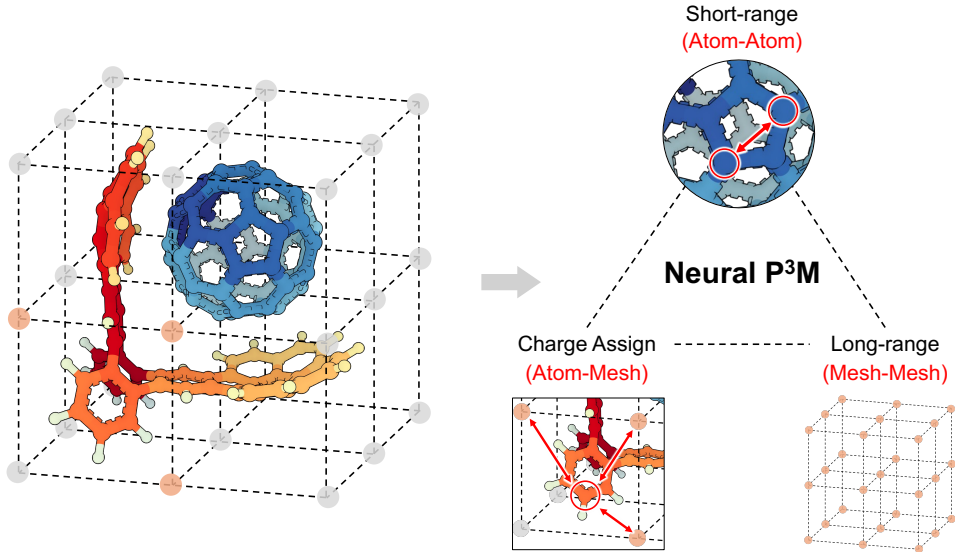 Short-range
(Atom-Atom)
Neural P³M
Charge Assign
(Atom-Mesh)
Long-range
(Mesh-Mesh)